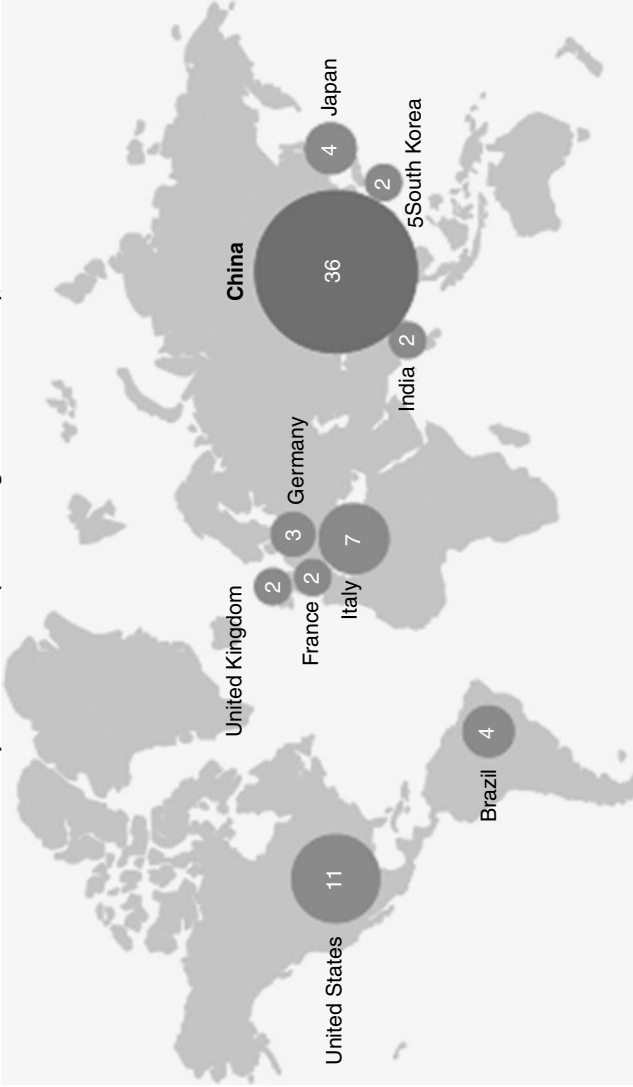 United States
11
Brazil
4
United Kingdom
2
France
2
Germany
3
Italy
7
India
2
China
36
5South Korea
2
Japan
4